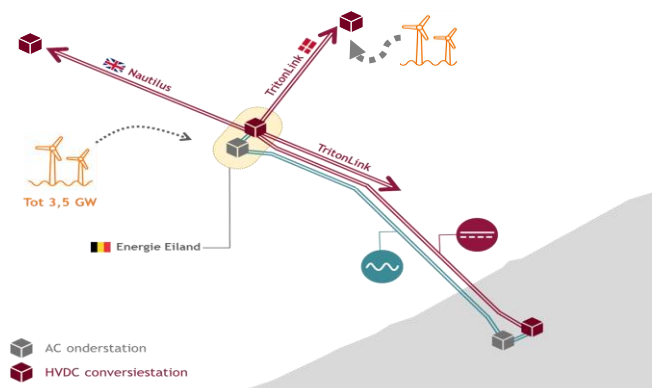 Nautilus
TritonLink
TritonLink
Tot 3,5 GW
Energie Eiland
AC onderstation
HVDC conversiestation